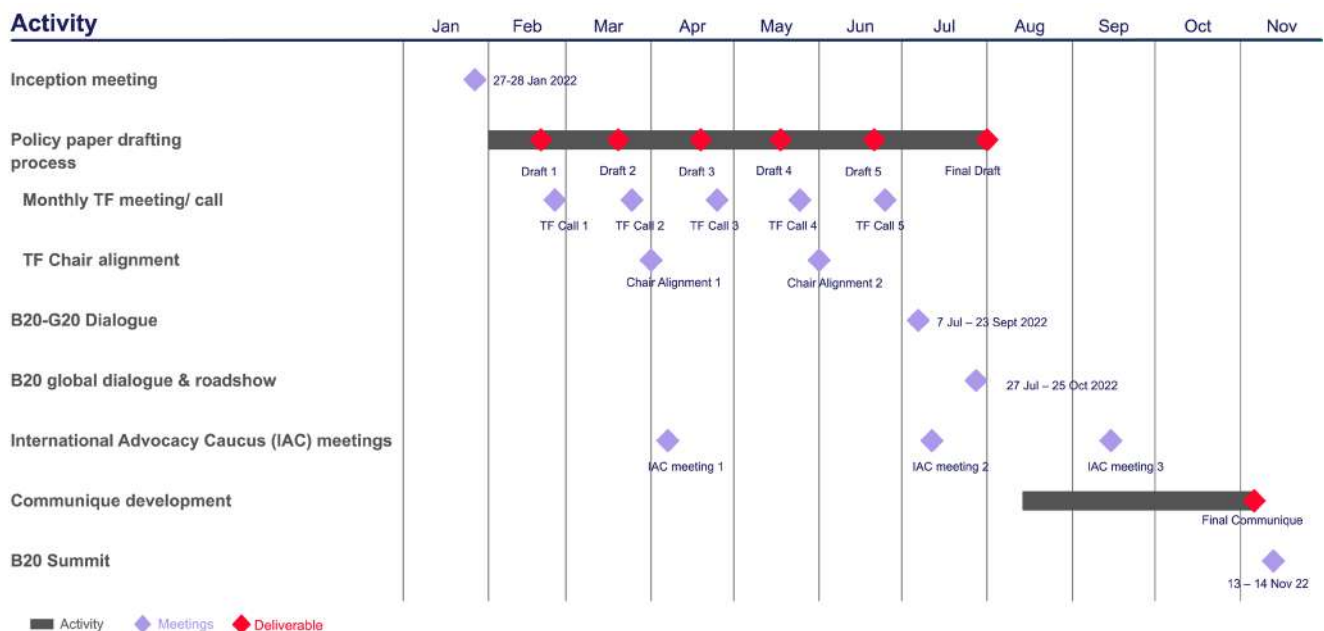 Activity Jan Feb Mar Apr May Jun Jul Aug Sep Oct Nov
Inception meeting 27-28 Jan 2022
Policy paper drafting
process
Draft 1 Draft 2 Draft 3 Draft 4 Draft 5 Final Draft
Monthly TF meeting/ call
TF Call 1 TF Call 2 TF Call 3 TF Call 4 TF Call 5
TF Chair alignment
Chair Alignment 1 Chair Alignment 2
B20-G20 Dialogue 7 Jul – 23 Sept 2022
B20 global dialogue & roadshow 27 Jul – 25 Oct 2022
International Advocacy Caucus (IAC) meetings
IAC meeting 1 IAC meeting 2 IAC meeting 3
Communique development
Final Communique
B20 Summit
13 – 14 Nov 22
Activity Meetings Deliverable